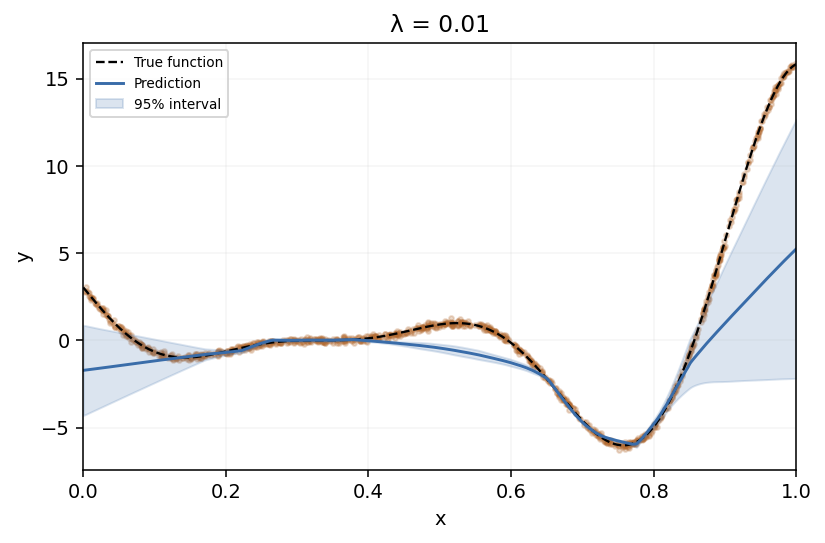 λ = 0.01
True function
Prediction
95% interval
15
10
5
0
−5
y
0.0 0.2 0.4 0.6 0.8 1.0
x